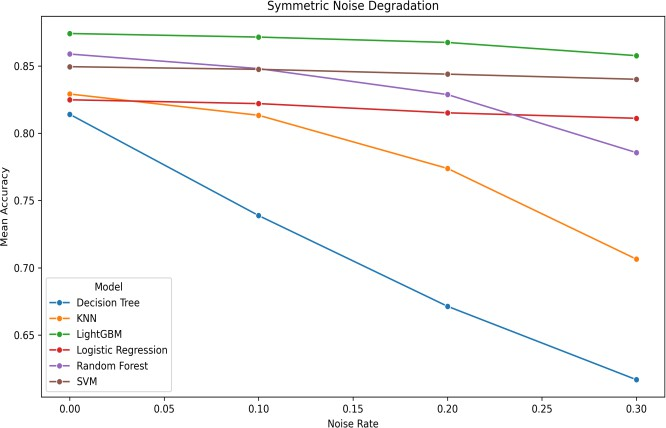 Symmetric Noise Degradation
Mean Accuracy
0.85
0.80
0.75
0.70
0.65
Model
Decision Tree
KNN
LightGBM
Logistic Regression
Random Forest
SVM
0.00 0.05 0.10 0.15 0.20 0.25 0.30
Noise Rate